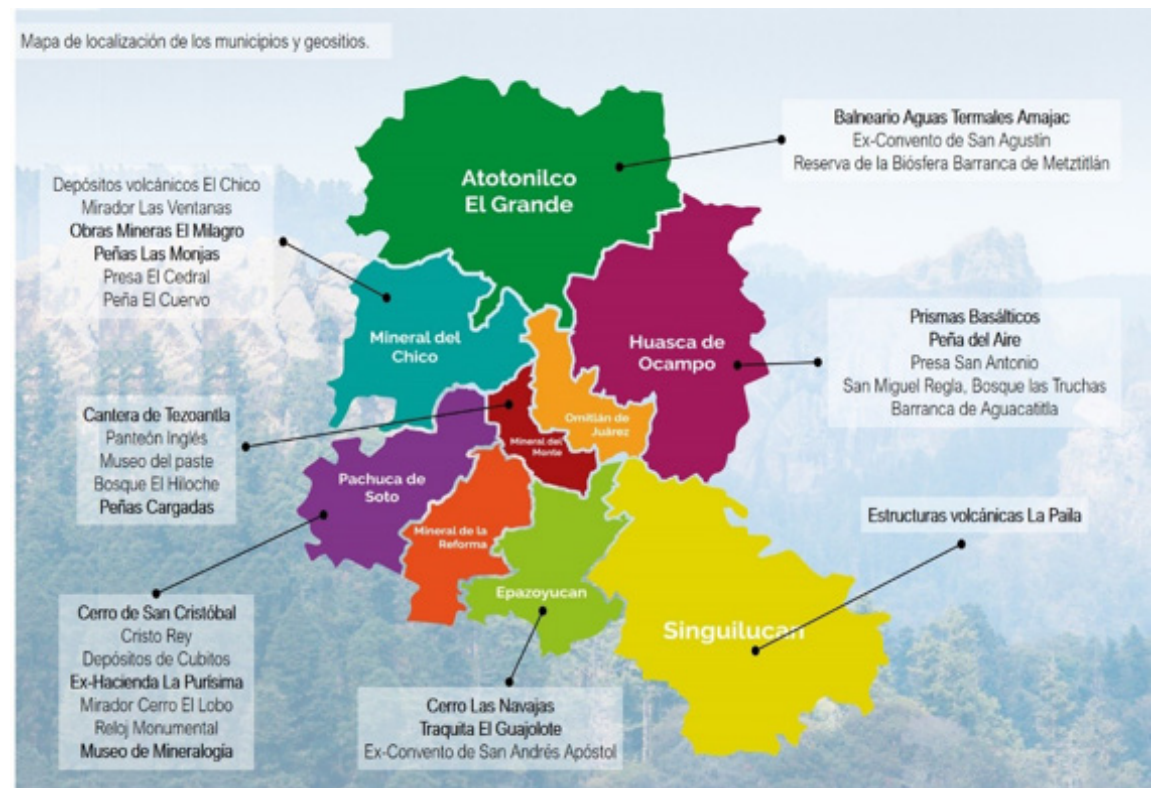 Mapa de localización de los municipios y geositios.
Balneario Aguas Termales Amajac
Ex-Convento de San Agustin
Reserva de la Biósfera Barranca de Metztitlán
Atotonilco
El Grande
Depósitos volcánicos El Chico
Mirador Las Ventanas
Obras Mineras El Milagro
Peñas Las Monjas
Presa El Cedral
Peña El Cuervo
Mineral del
Chico
Huasca de
Ocampo
Prismas Basálticos
Peña del Aire
Presa San Antonio
San Miguel Regla, Bosque las Truchas
Barranca de Aguacatitla
Omitlán de
Juárez
Mineral del
Monte
Cantera de Tezoantla
Panteón Inglés
Museo del paste
Bosque El Hiloche
Peñas Cargadas
Pachuca de
Soto
Mineral de la
Reforma
Estructuras volcánicas La Paila
Epazoyucan
Singuilucan
Cerro de San Cristóbal
Cristo Rey
Depósitos de Cubitos
Ex-Hacienda La Purísima
Mirador Cerro El Lobo
Reloj Monumental
Museo de Mineralogía
Cerro Las Navajas
Traquita El Guajolote
Ex-Convento de San Andrés Apóstol